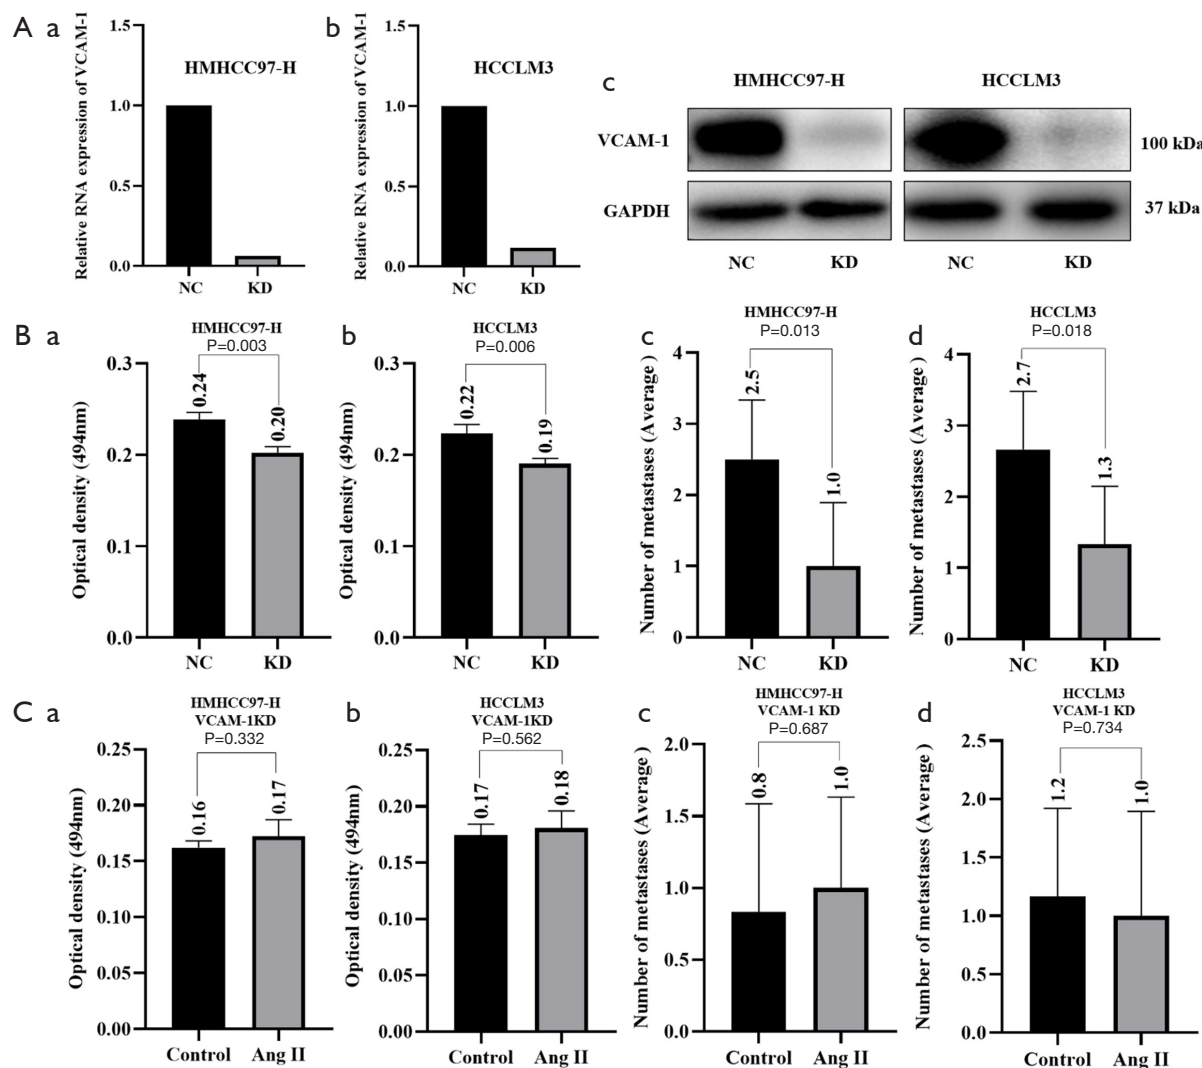 A a
Relative RNA expression of VCAM-1
1.5
1.0
0.5
0.0
HMHCC97-H
NC KD
b
Relative RNA expression of VCAM-1
1.5
1.0
0.5
0.0
HCCLM3
NC KD
c
HMHCC97-H HCCLM3
VCAM-1 100 kDa
GAPDH 37 kDa
NC KD NC KD
B a
HMHCC97-H
P=0.003
Optical density (494nm)
0.3
0.2
0.1
0.0
0.24 0.20
NC KD
b
HCCLM3
P=0.006
Optical density (494nm)
0.3
0.2
0.1
0.0
0.22 0.19
NC KD
c
HMHCC97-H
P=0.013
Number of metastases (Average )
4
3
2
1
0
2.5 1.0
NC KD
d
HCCLM3
P=0.018
Number of metastases (Average )
4
3
2
1
0
2.7 1.3
NC KD
C a
HMHCC97-H
VCAM-1KD
P=0.332
Optical density (494nm)
0.25
0.20
0.15
0.10
0.05
0.00
0.16 0.17
Control Ang II
b
HCCLM3
VCAM-1KD
P=0.562
Optical density (494nm)
0.25
0.20
0.15
0.10
0.05
0.00
0.17 0.18
Control Ang II
c
HMHCC97-H
VCAM-1 KD
P=0.687
Number of metastases (Average )
2.0
1.5
1.0
0.5
0.0
0.8 1.0
Control Ang II
d
HCCLM3
VCAM-1 KD
P=0.734
Number of metastases (Average )
2.5
2.0
1.5
1.0
0.5
0.0
1.2 1.0
Control Ang II